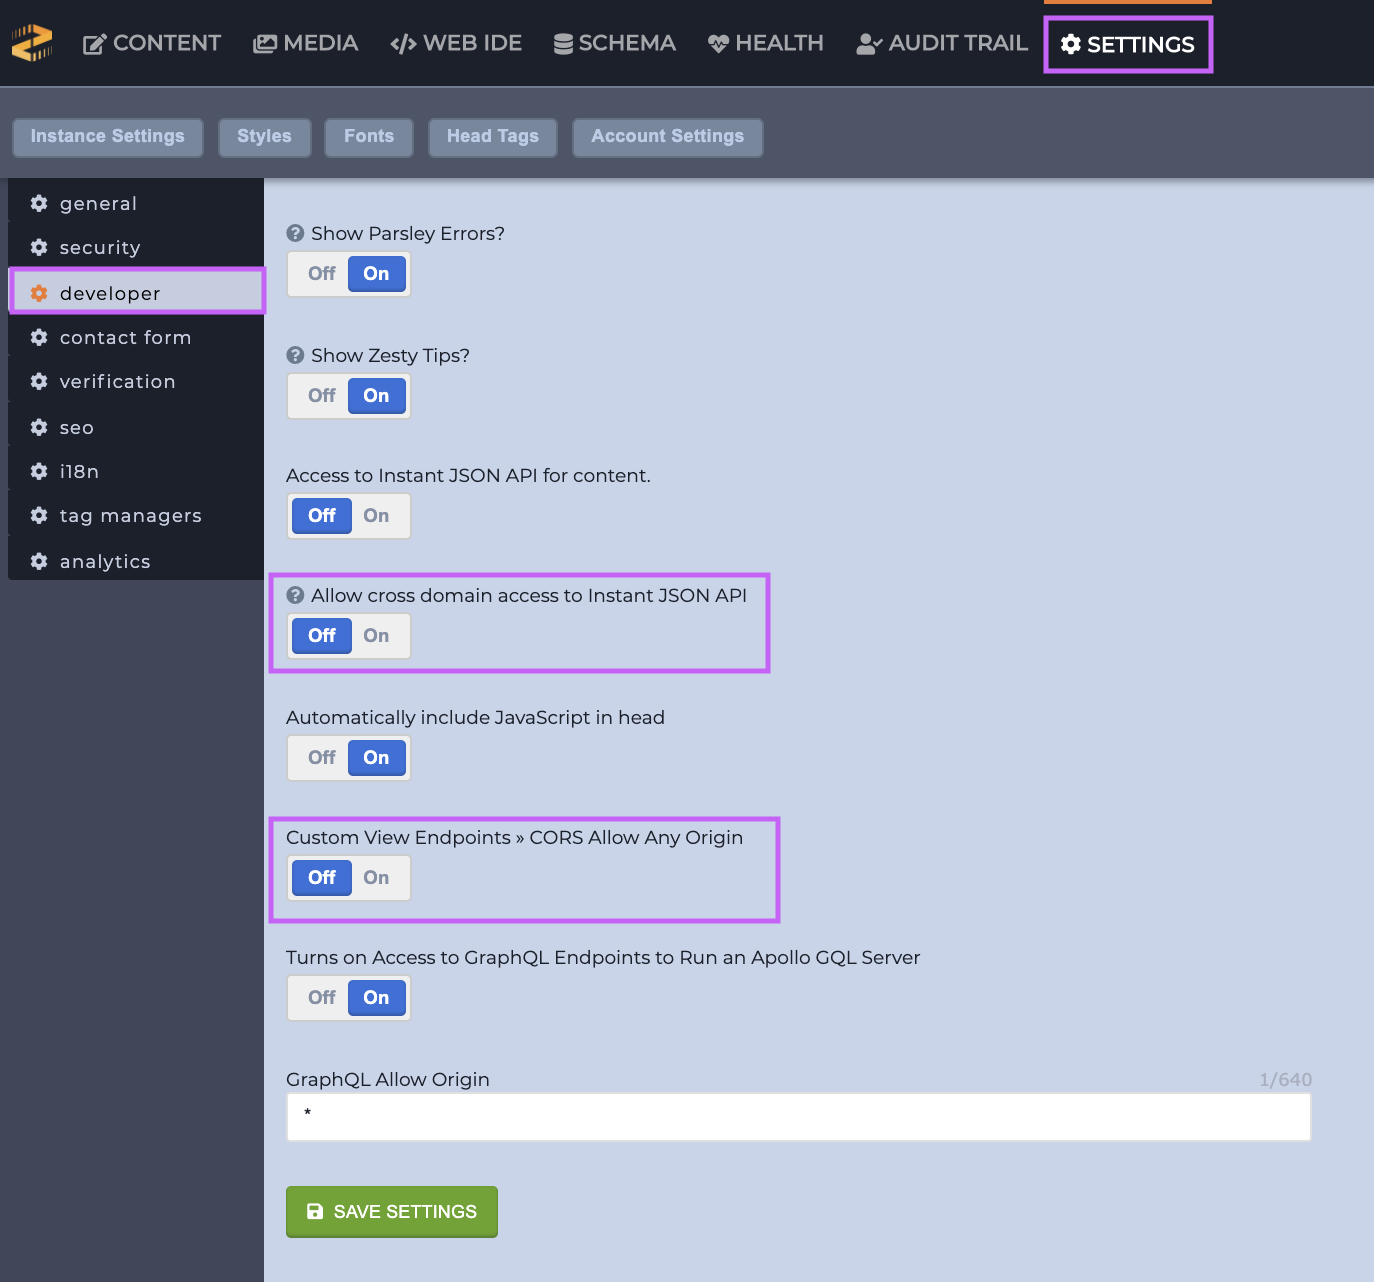 CONTENT MEDIA WEB IDE SCHEMA HEALTH AUDIT TRAIL SETTINGS
Instance Settings Styles Fonts Head Tags Account Settings
general
security
developer
contact form
verification
seo
i18n
tag managers
analytics
Show Parsley Errors?
Off On
Show Zesty Tips?
Off On
Access to Instant JSON API for content.
Off On
Allow cross domain access to Instant JSON API
Off On
Automatically include JavaScript in head
Off On
Custom View Endpoints » CORS Allow Any Origin
Off On
Turns on Access to GraphQL Endpoints to Run an Apollo GQL Server
Off On
GraphQL Allow Origin 1/640
*
SAVE SETTINGS